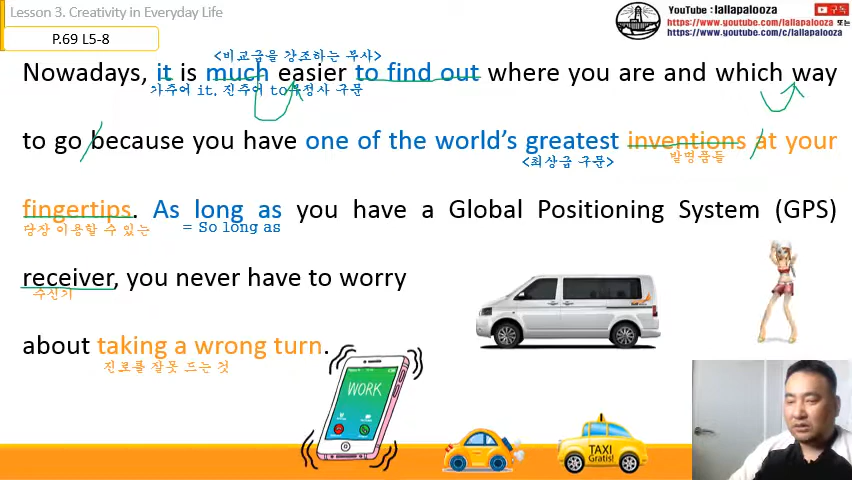 Lesson 3. Creativity in Everyday Life
YouTube : lallapalooza
구독
https://www.youtube.com/lallapalooza 또는
https://www.youtube.com/c/lallapalooza
P.69 L5-8
<비교급을 강조하는 부사>
Nowadays, it is much easier to find out where you are and which way
가주어 it, 진주어 to부정사 구문
to go because you have one of the world's greatest inventions at your
<최상급 구문> 발명품들
fingertips. As long as you have a Global Positioning System (GPS)
당장 이용할 수 있는 = So long as
receiver, you never have to worry
수신기
about taking a wrong turn.
진로를 잘못 드는 것
WORK
TAXI
Gratis!